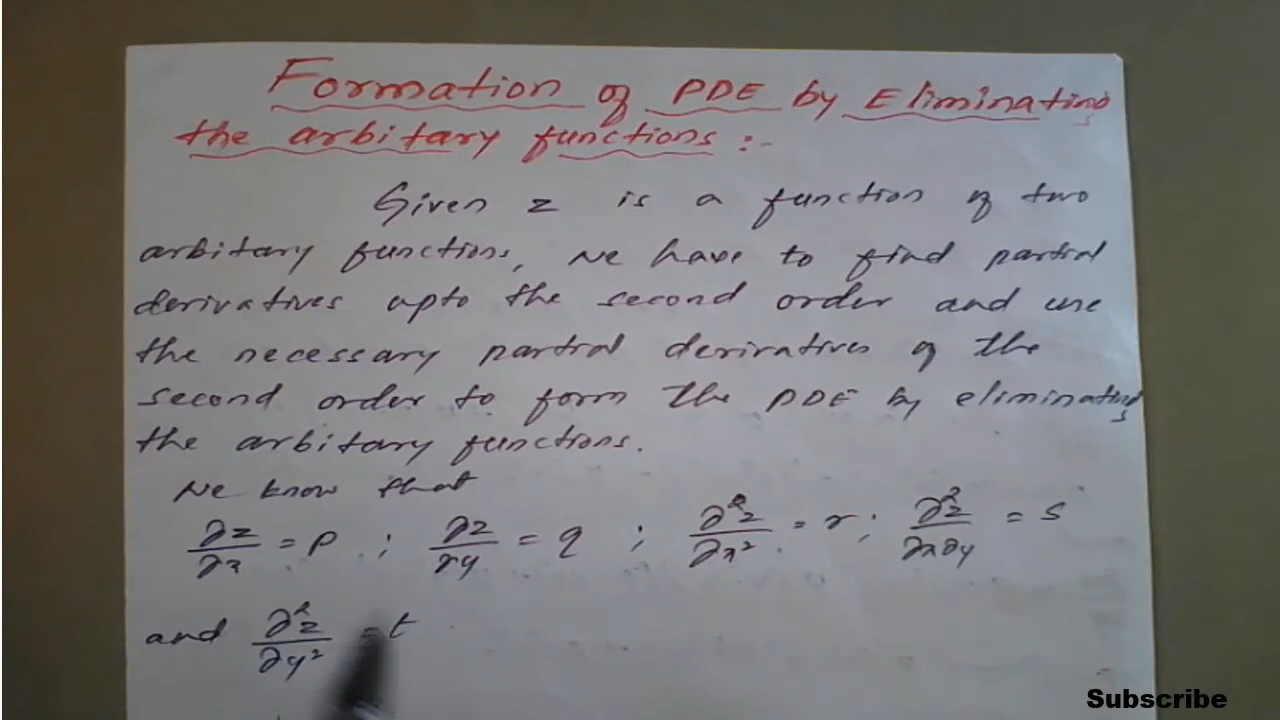 Formation of PDE by Eliminating
the arbitary functions :-
Given z is a function of two
arbitary functions, we have to find partial
derivatives upto the second order and use
the necessary partial derivatives of the
second order to form the PDE by eliminating
the arbitary functions.
We know that
∂z/∂x = p ; ∂z/∂y = q ; ∂²z/∂x² = r ; ∂²z/∂x∂y = s
and ∂²z/∂y² = t
Subscribe